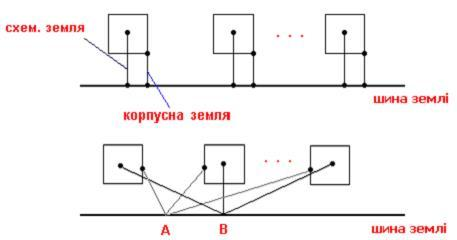 схем. земля
. . .
шина землі
корпусна земля
. . .
A
B
шина землі